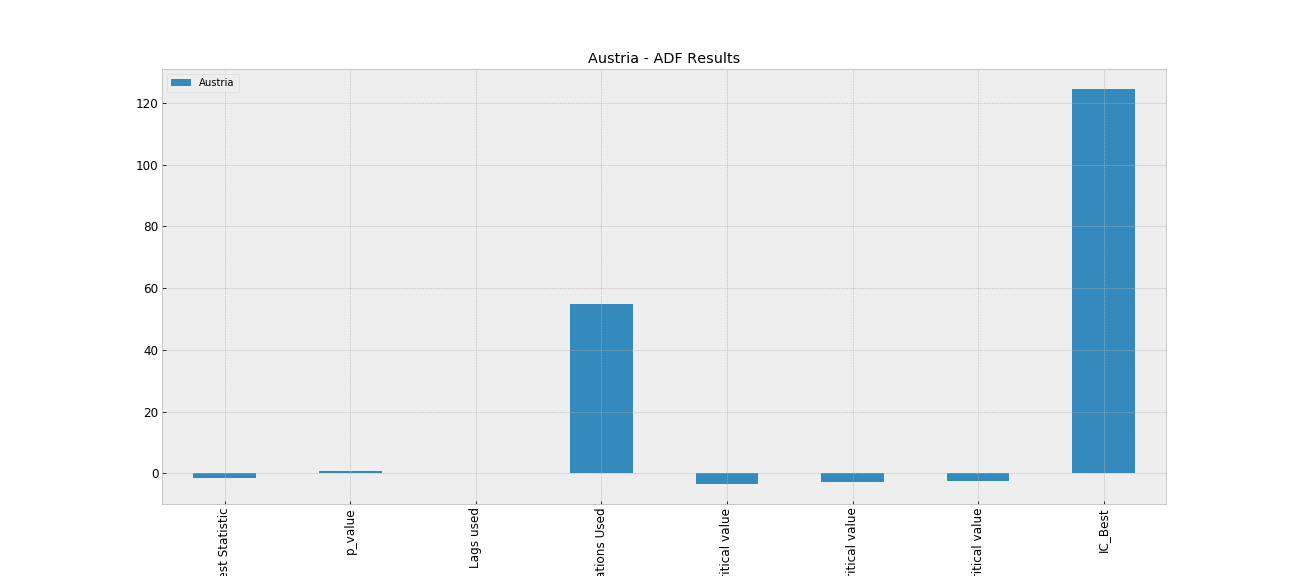 Austria - ADF Results
Austria
120
100
80
60
40
20
0
est Statistic
p_value
Lags used
ations Used
ritical value
ritical value
ritical value
IC_Best